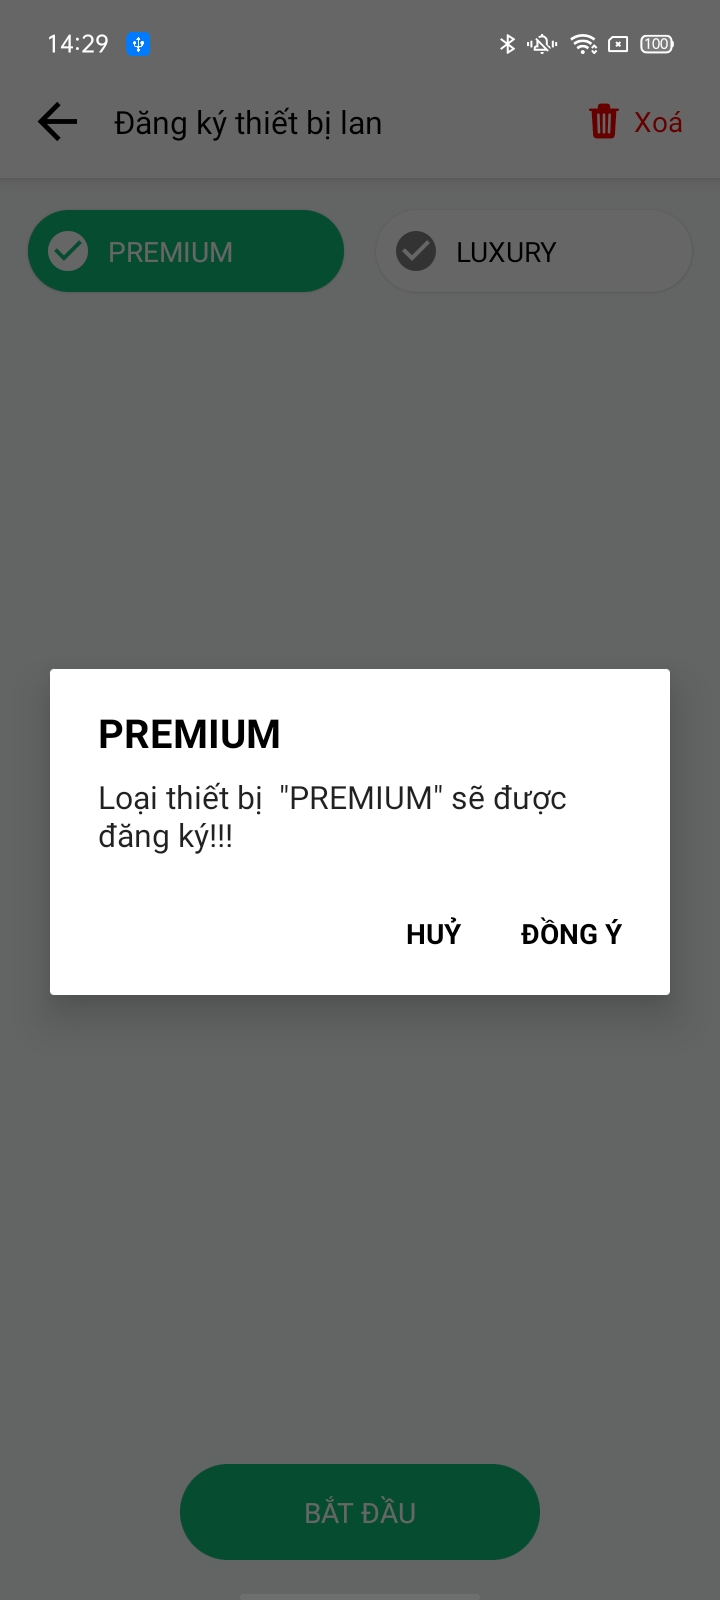 14:29
100
Đăng ký thiết bị lan
Xoá
PREMIUM
LUXURY
PREMIUM
Loại thiết bị  "PREMIUM" sẽ được
đăng ký!!!
HUỶ
ĐỒNG Ý
BẮT ĐẦU